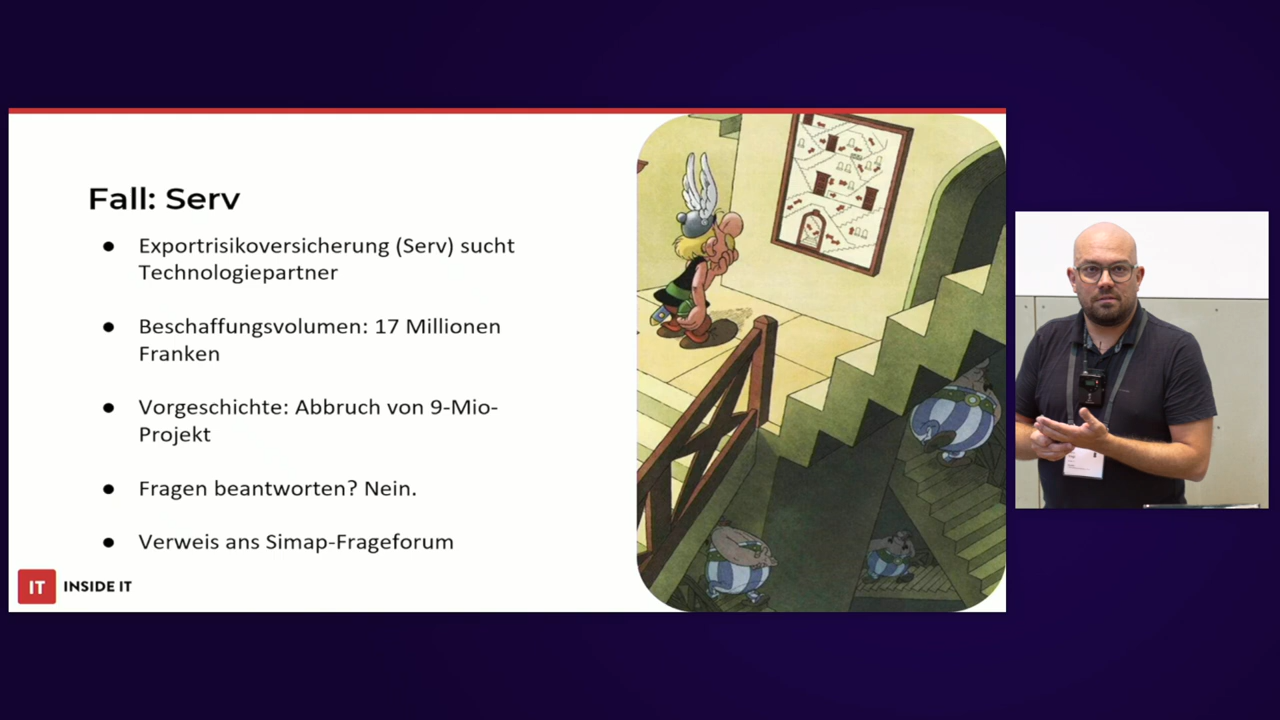 Fall: Serv
● Exportrisikoversicherung (Serv) sucht
Technologiepartner
● Beschaffungsvolumen: 17 Millionen
Franken
● Vorgeschichte: Abbruch von 9-Mio-
Projekt
● Fragen beantworten? Nein.
● Verweis ans Simap-Frageforum
IT INSIDE IT